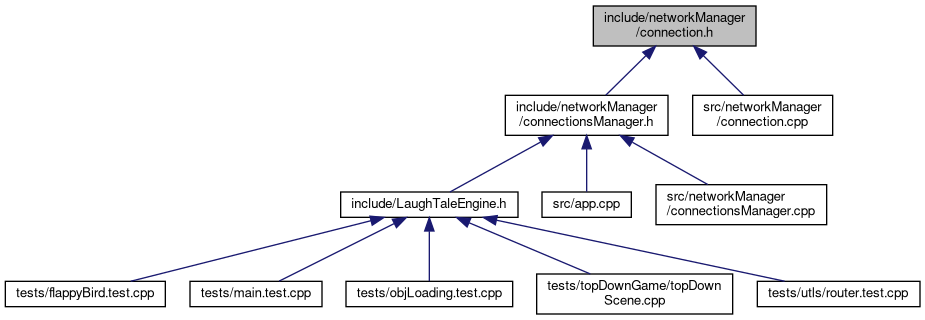 include/networkManager
/connection.h
include/networkManager
/connectionsManager.h
src/networkManager
/connection.cpp
include/LaughTaleEngine.h
src/app.cpp
src/networkManager
/connectionsManager.cpp
tests/flappyBird.test.cpp
tests/main.test.cpp
tests/objLoading.test.cpp
tests/topDownGame/topDown
Scene.cpp
tests/utls/router.test.cpp